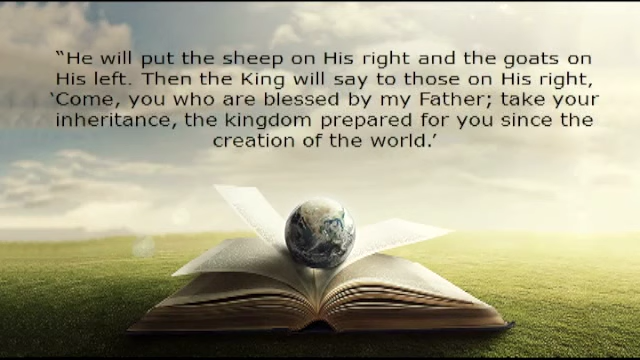 “He will put the sheep on His right and the goats on
His left. Then the King will say to those on His right,
‘Come, you who are blessed by my Father; take your
inheritance, the kingdom prepared for you since the
creation of the world.’